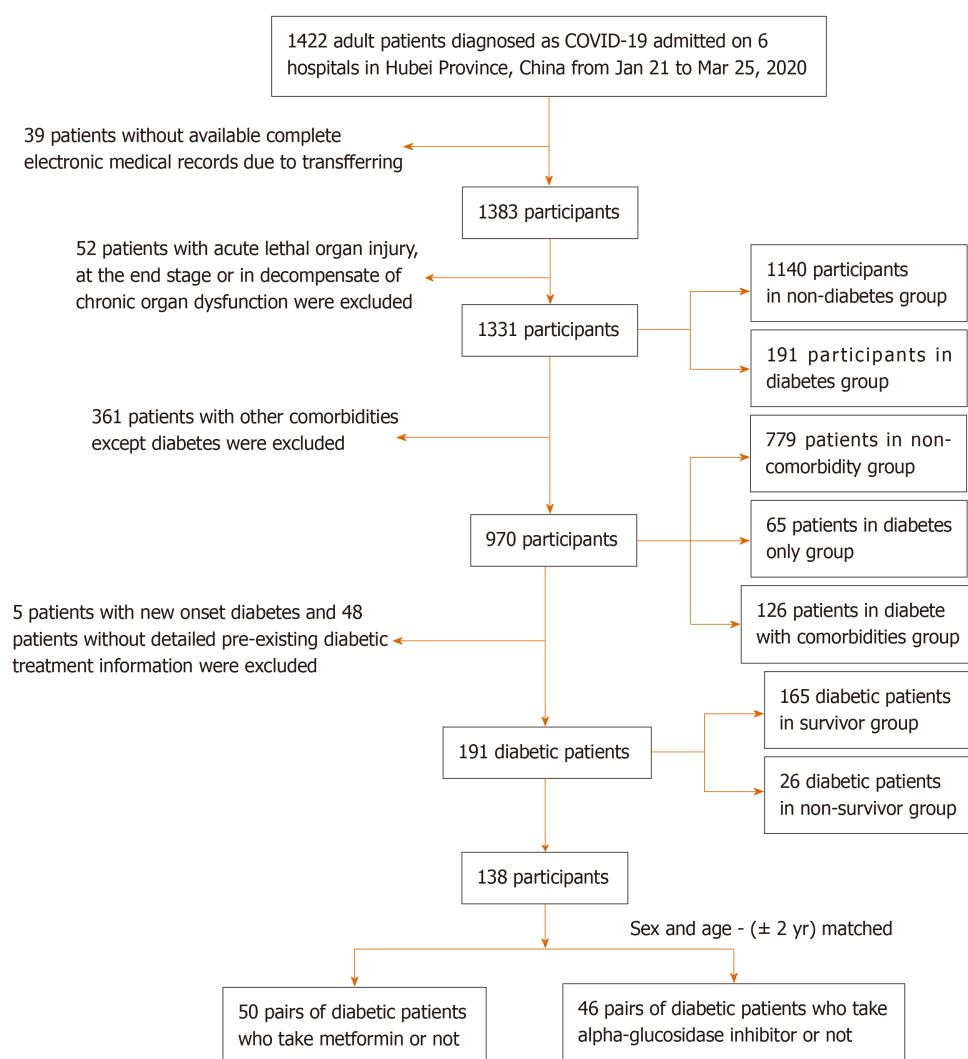 1422 adult patients diagnosed as COVID-19 admitted on 6
hospitals in Hubei Province, China from Jan 21 to Mar 25, 2020
39 patients without available complete
electronic medical records due to transfferring
1383 participants
52 patients with acute lethal organ injury,
at the end stage or in decompensate of
chronic organ dysfunction were excluded
1331 participants
1140 participants
in non-diabetes group
191 participants in
diabetes group
361 patients with other comorbidities
except diabetes were excluded
970 participants
779 patients in non-
comorbidity group
65 patients in diabetes
only group
126 patients in diabete
with comorbidities group
5 patients with new onset diabetes and 48
patients without detailed pre-existing diabetic
treatment information were excluded
191 diabetic patients
165 diabetic patients
in survivor group
26 diabetic patients
in non-survivor group
138 participants
Sex and age - (± 2 yr) matched
50 pairs of diabetic patients
who take metformin or not
46 pairs of diabetic patients who take
alpha-glucosidase inhibitor or not